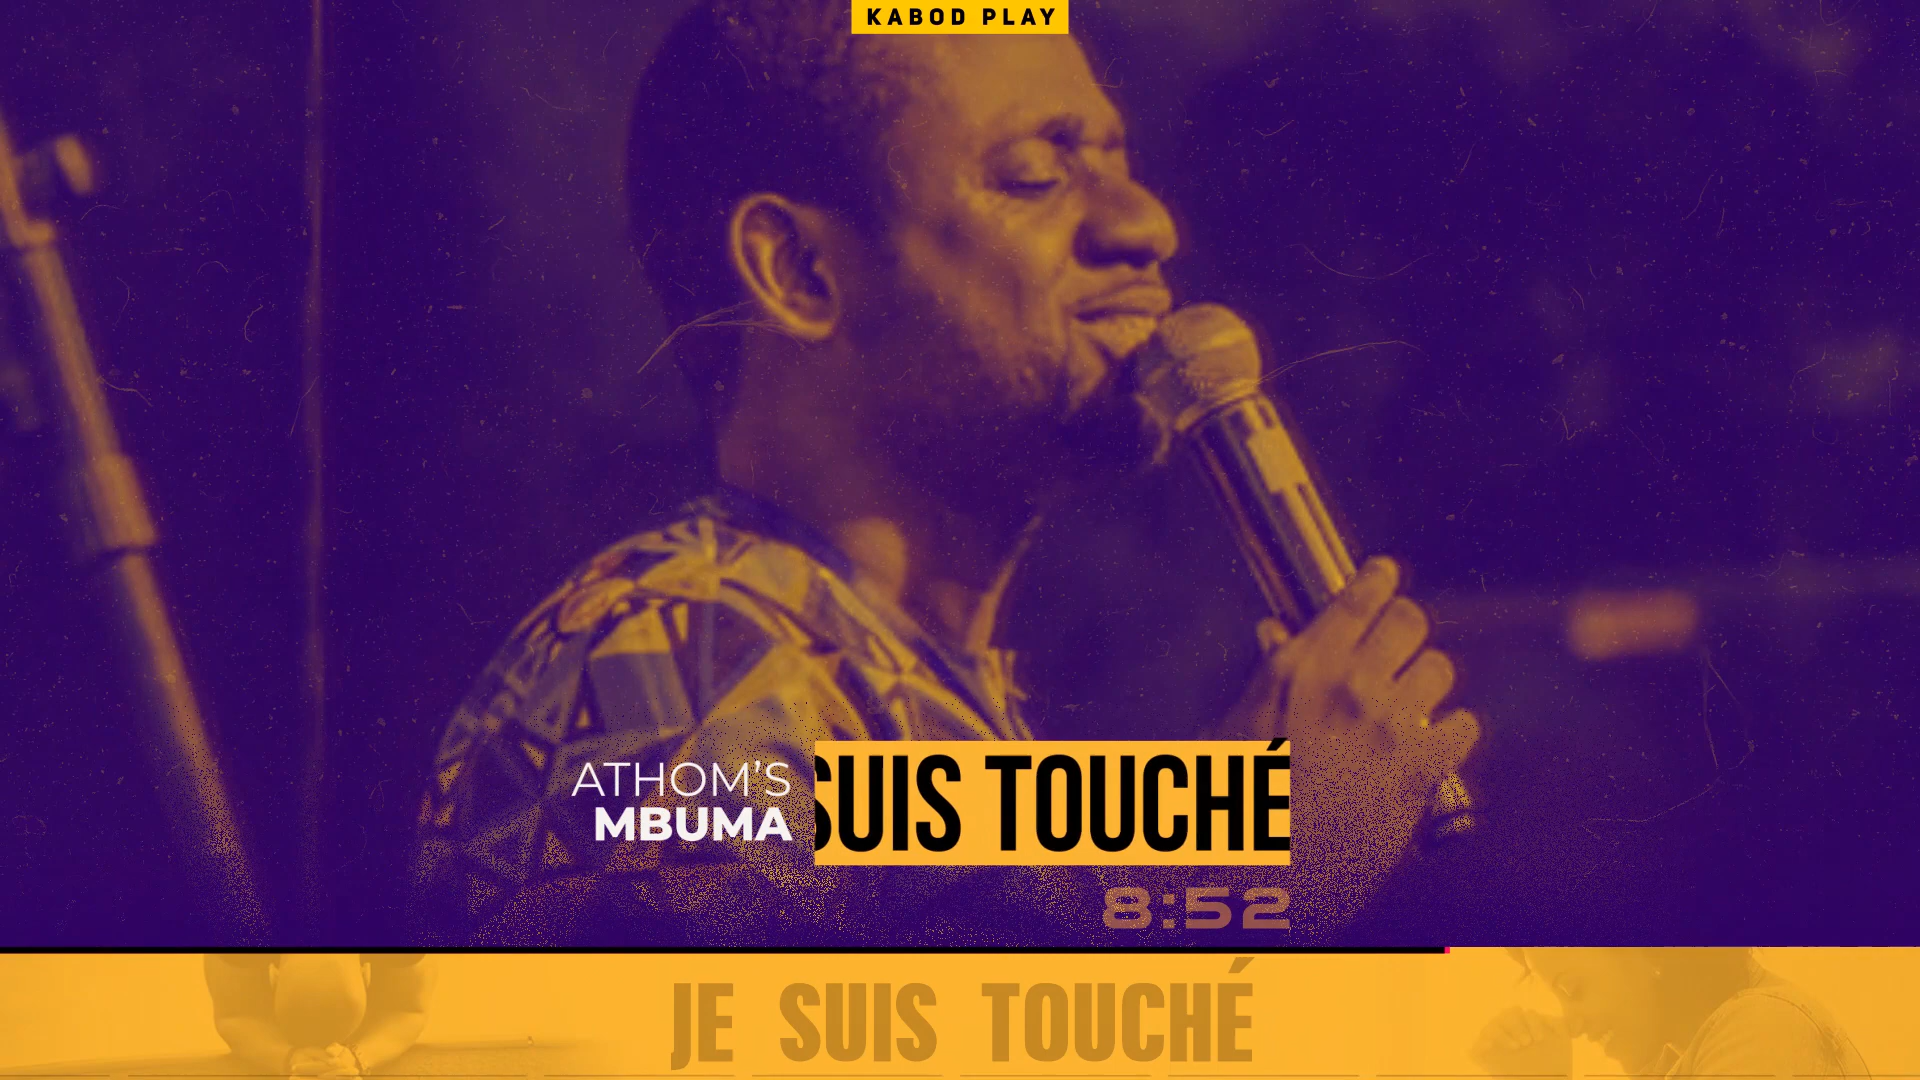 KABOD PLAY
ATHOM'S
MBUMA
SUIS TOUCHÉ
8:52
JE SUIS TOUCHÉ